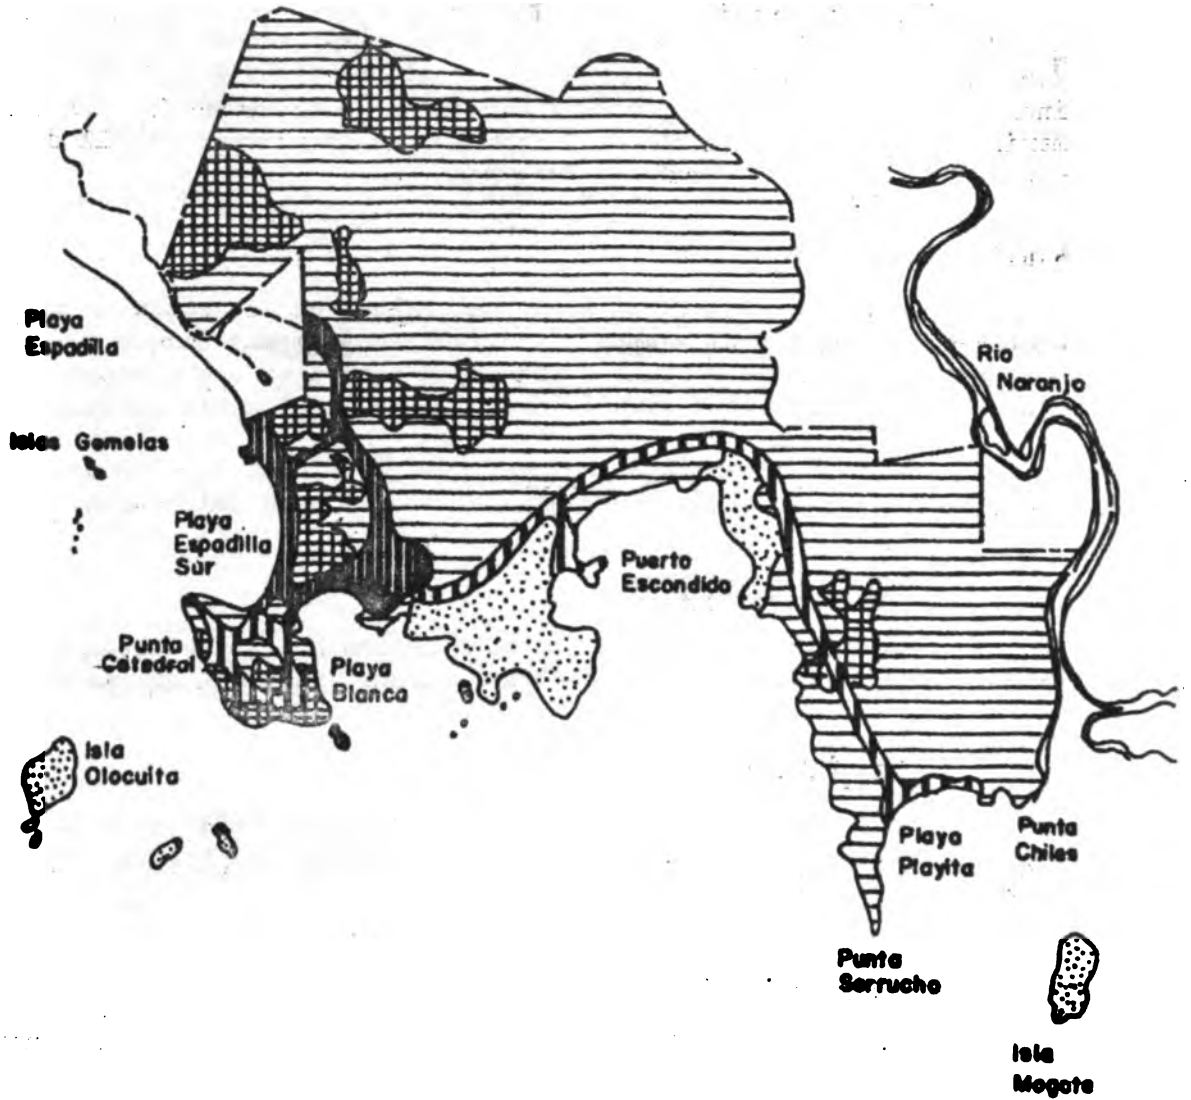 Playa
Espadilla
Islas Gemelas
Rio
Naranjo
Playa
Espadilla
Sur
Puerto
Escondido
Punta
Catedral
Playa
Blanca
Isla
Olocuita
Playa
Playita
Punta
Chiles
Punta
Serrucho
Isla
Mogote